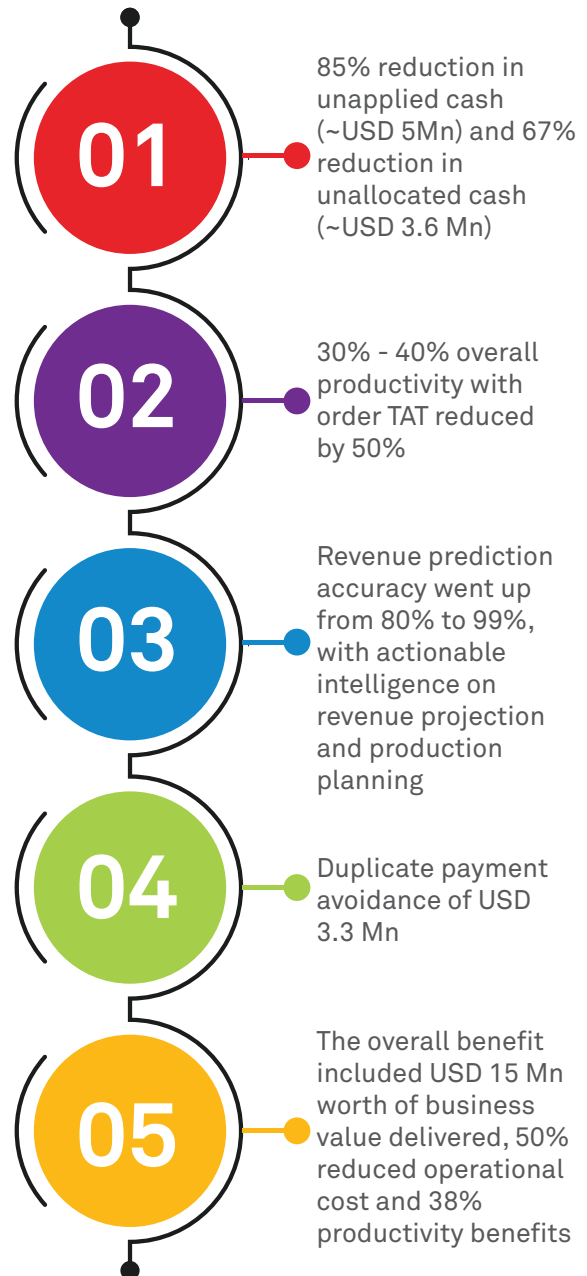 01
85% reduction in
unapplied cash
(~USD 5Mn) and 67%
reduction in
unallocated cash
(~USD 3.6 Mn)
02
30% - 40% overall
productivity with
order TAT reduced
by 50%
03
Revenue prediction
accuracy went up
from 80% to 99%,
with actionable
intelligence on
revenue projection
and production
planning
04
Duplicate payment
avoidance of USD
3.3 Mn
05
The overall benefit
included USD 15 Mn
worth of business
value delivered, 50%
reduced operational
cost and 38%
productivity benefits